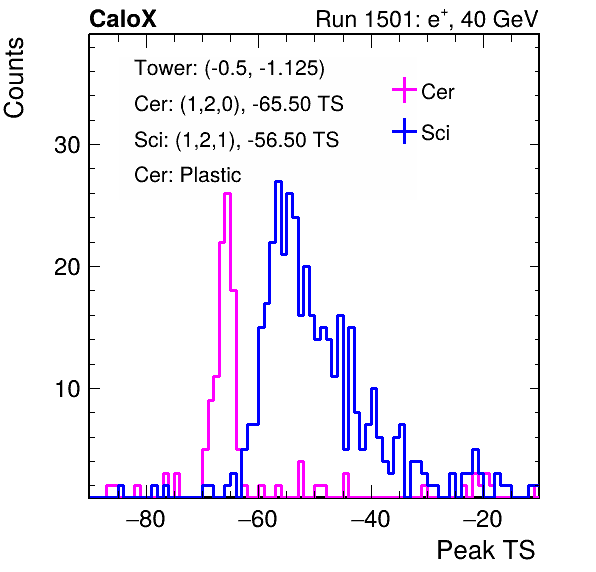 CaloX Run 1501: e⁺, 40 GeV
Counts
Tower: (-0.5, -1.125)
Cer: (1,2,0), -65.50 TS
Sci: (1,2,1), -56.50 TS
Cer: Plastic
Cer
Sci
30
20
10
−80 −60 −40 −20
Peak TS